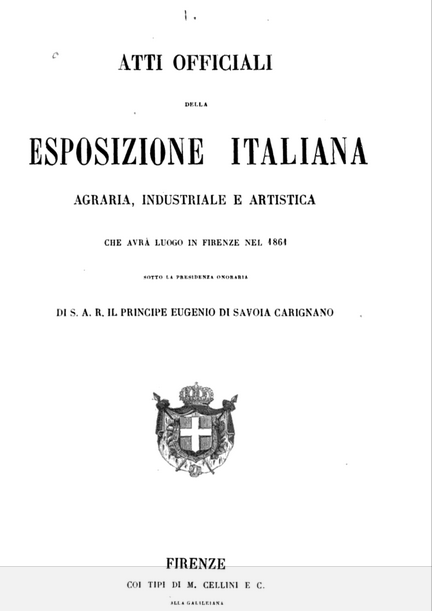 ATTI OFFICIALI
DELLA
ESPOSIZIONE ITALIANA
AGRARIA, INDUSTRIALE E ARTISTICA
CHE AVRÀ LUOGO IN FIRENZE NEL 1861
SOTTO LA PRESIDENZA ONORARIA
DI S. A. R. IL PRINCIPE EUGENIO DI SAVOIA CARIGNANO
FIRENZE
COI TIPI DI M. CELLINI E C.
ALLA GALILEIANA